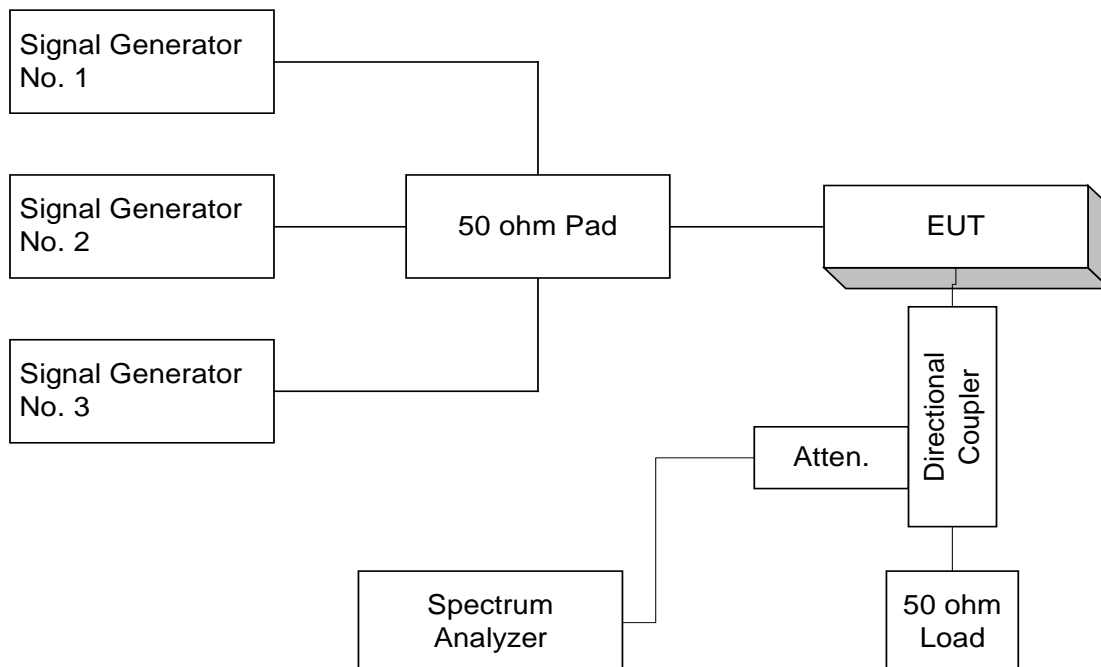 Signal Generator
No. 1
Signal Generator
No. 2
50 ohm Pad
EUT
Signal Generator
No. 3
Directional
Coupler
Atten.
Spectrum
Analyzer
50 ohm
Load